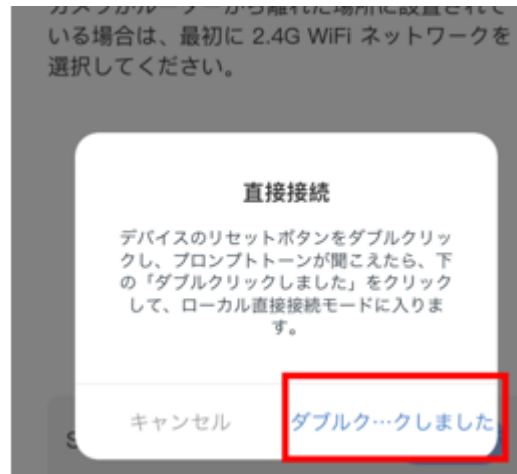 カメラがルーターから離れた場所に設置されて
いる場合は、最初に 2.4G WiFi ネットワークを
選択してください。
直接接続
デバイスのリセットボタンをダブルクリッ
クし、プロンプトトーンが聞こえたら、下
の「ダブルクリックしました」をクリック
して、ローカル直接接続モードに入りま
す。
キャンセル
ダブルク…クしました
S